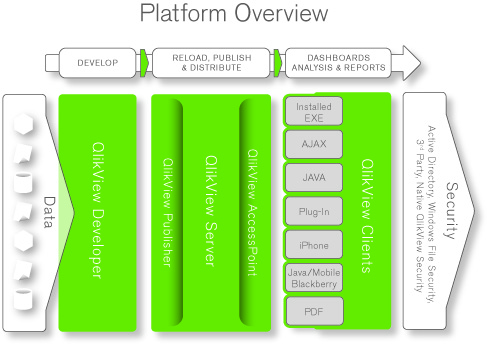 Platform Overview
DEVELOP
RELOAD, PUBLISH
& DISTRIBUTE
DASHBOARDS
ANALYSIS & REPORTS
Data
QlikView Developer
QlikView Publisher
QlikView Server
QlikView AccessPoint
Installed
EXE
AJAX
JAVA
Plug-In
iPhone
Java/Mobile
Blackberry
PDF
QlikView Clients
Security
Active Directory, Windows File Security,
3rd Party, Native QlikView Security